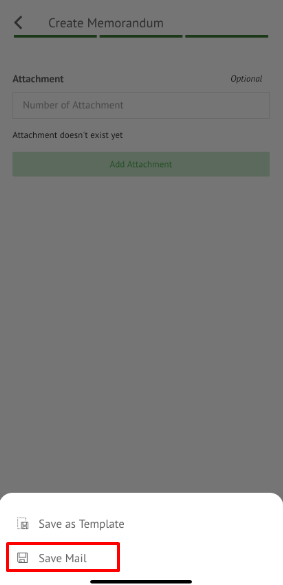 Create Memorandum
Attachment Optional
Number of Attachment
Attachment doesn't exist yet
Add Attachment
Save as Template
Save Mail